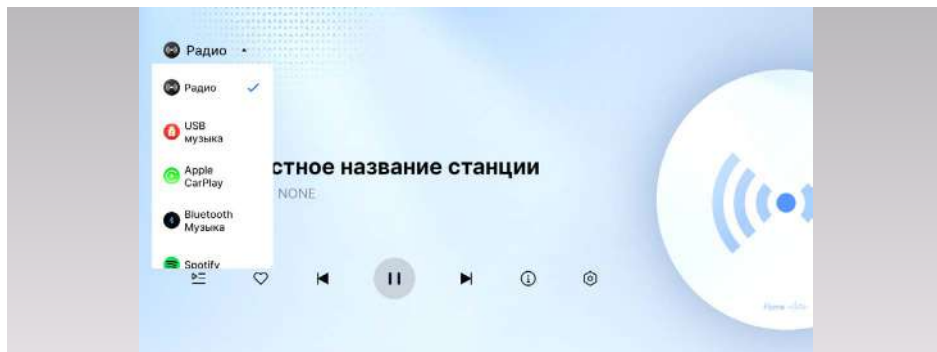 Радио
Радио
USB
музыка
стное название станции
Apple
CarPlay
NONE
Bluetooth
Музыка
Spotify